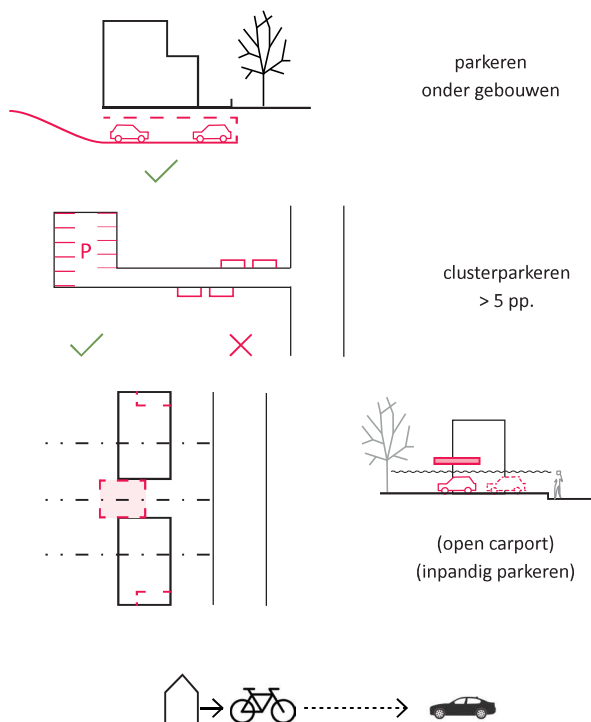 parkeren
onder gebouwen
P
clusterparkeren
> 5 pp.
(open carport)
(inpandig parkeren)